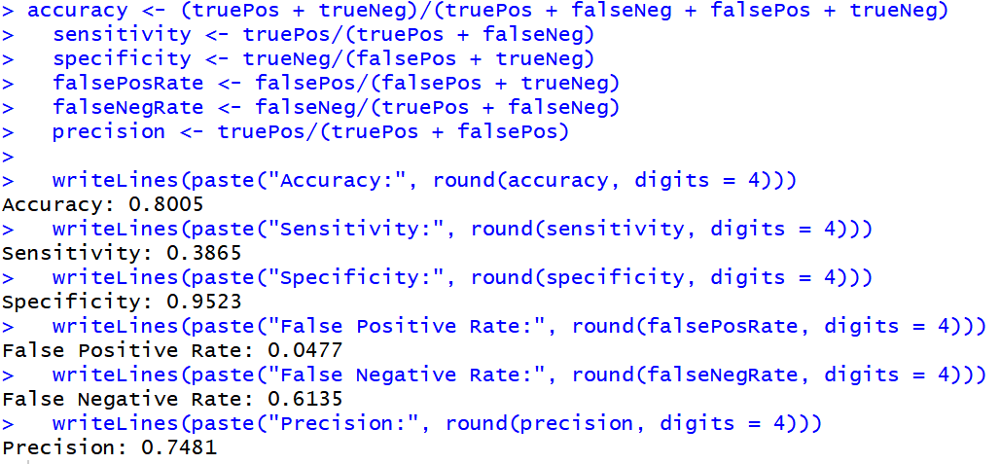 > accuracy <- (truePos + trueNeg)/(truePos + falseNeg + falsePos + trueNeg)
>   sensitivity <- truePos/(truePos + falseNeg)
>   specificity <- trueNeg/(falsePos + trueNeg)
>   falsePosRate <- falsePos/(falsePos + trueNeg)
>   falseNegRate <- falseNeg/(truePos + falseNeg)
>   precision <- truePos/(truePos + falsePos)
>
>   writeLines(paste("Accuracy:", round(accuracy, digits = 4)))
Accuracy: 0.8005
>   writeLines(paste("Sensitivity:", round(sensitivity, digits = 4)))
Sensitivity: 0.3865
>   writeLines(paste("Specificity:", round(specificity, digits = 4)))
Specificity: 0.9523
>   writeLines(paste("False Positive Rate:", round(falsePosRate, digits = 4)))
False Positive Rate: 0.0477
>   writeLines(paste("False Negative Rate:", round(falseNegRate, digits = 4)))
False Negative Rate: 0.6135
>   writeLines(paste("Precision:", round(precision, digits = 4)))
Precision: 0.7481